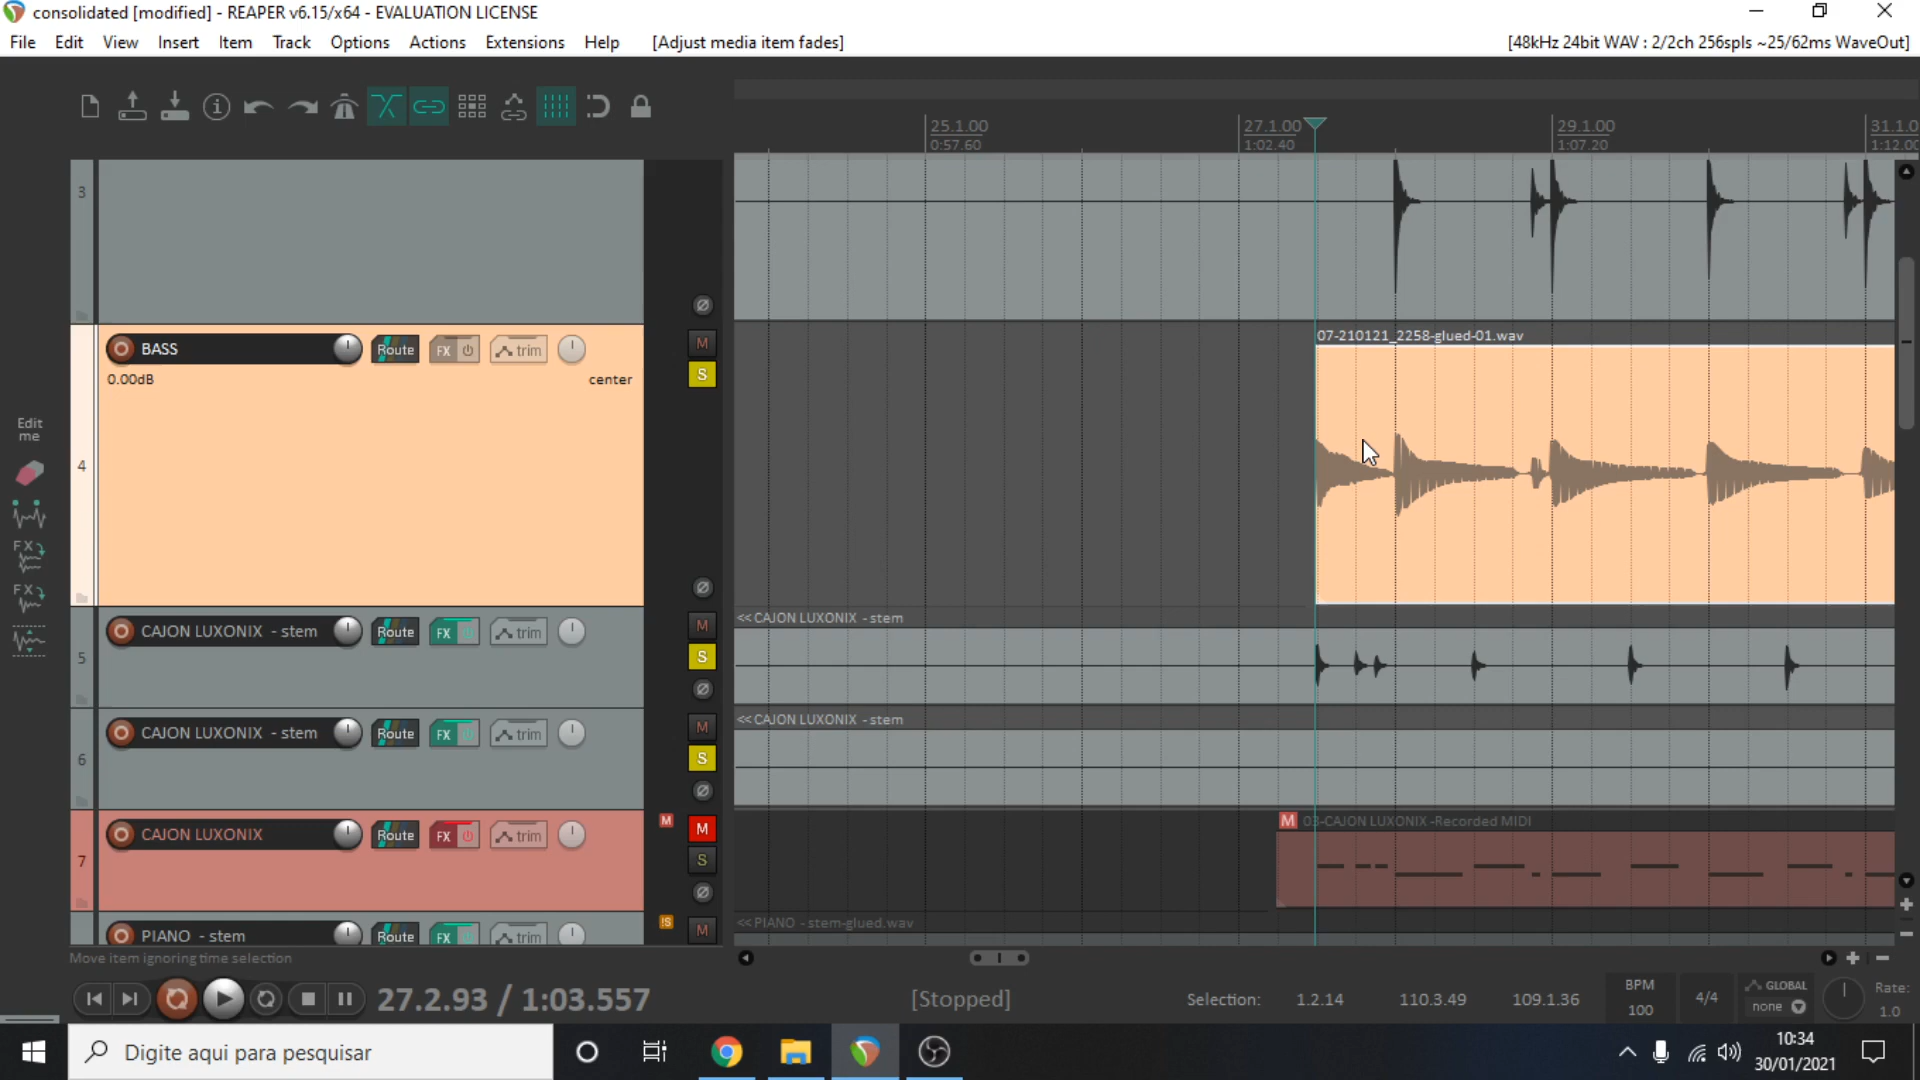 consolidated [modified] - REAPER v6.15/x64 - EVALUATION LICENSE
File Edit View Insert Item Track Options Actions Extensions Help [Adjust media item fades] [48kHz 24bit WAV : 2/2ch 256spls ~25/62ms WaveOut]
25.1.00 27.1.00 29.1.00 31.1.0
0:57.60 1:02.40 1:07.20 1:12.00
3
BASS Route FX trim M 07-210121_2258-glued-01.wav
0.00dB center S
Edit
me
4
CAJON LUXONIX - stem Route FX trim M <<CAJON LUXONIX - stem
5 S
FX
CAJON LUXONIX - stem Route FX trim M <<CAJON LUXONIX - stem
6 S
FX
CAJON LUXONIX Route FX trim M M M 03-CAJON LUXONIX -Recorded MIDI
7 S
PIANO - stem Route FX trim !S M <<PIANO - stem-glued.wav
Move item ignoring time selection
27.2.93 / 1:03.557 [Stopped] Selection: 1.2.14 110.3.49 109.1.36 BPM 100 4/4 GLOBAL none Rate: 1.0
Digite aqui para pesquisar
10:34
30/01/2021